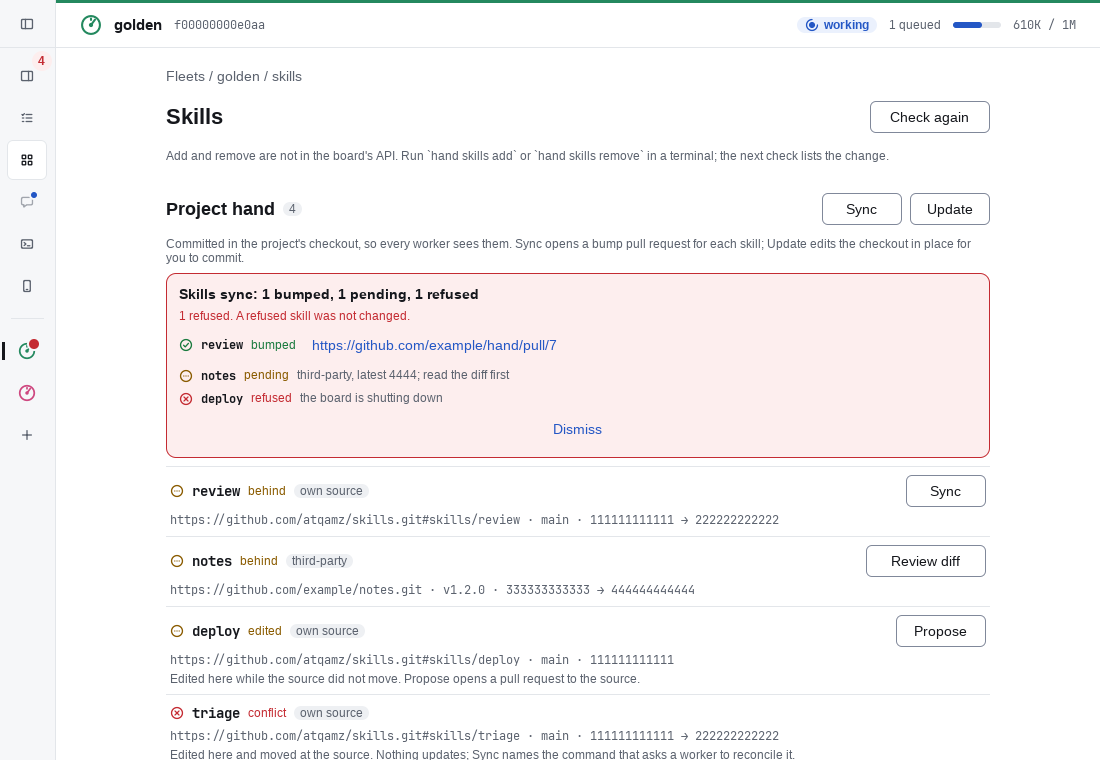 golden f00000000e0aa working 1 queued 610K / 1M
4
Fleets / golden / skills
Skills Check again
Add and remove are not in the board's API. Run `hand skills add` or `hand skills remove` in a terminal; the next check lists the change.
Project hand 4 Sync Update
Committed in the project's checkout, so every worker sees them. Sync opens a bump pull request for each skill; Update edits the checkout in place for
you to commit.
Skills sync: 1 bumped, 1 pending, 1 refused
1 refused. A refused skill was not changed.
review bumped https://github.com/example/hand/pull/7
notes pending third-party, latest 4444; read the diff first
deploy refused the board is shutting down
Dismiss
review behind own source Sync
https://github.com/atqamz/skills.git#skills/review · main · 111111111111 → 222222222222
notes behind third-party Review diff
https://github.com/example/notes.git · v1.2.0 · 333333333333 → 444444444444
deploy edited own source Propose
https://github.com/atqamz/skills.git#skills/deploy · main · 111111111111
Edited here while the source did not move. Propose opens a pull request to the source.
triage conflict own source
https://github.com/atqamz/skills.git#skills/triage · main · 111111111111 → 222222222222
Edited here and moved at the source. Nothing updates; Sync names the command that asks a worker to reconcile it.